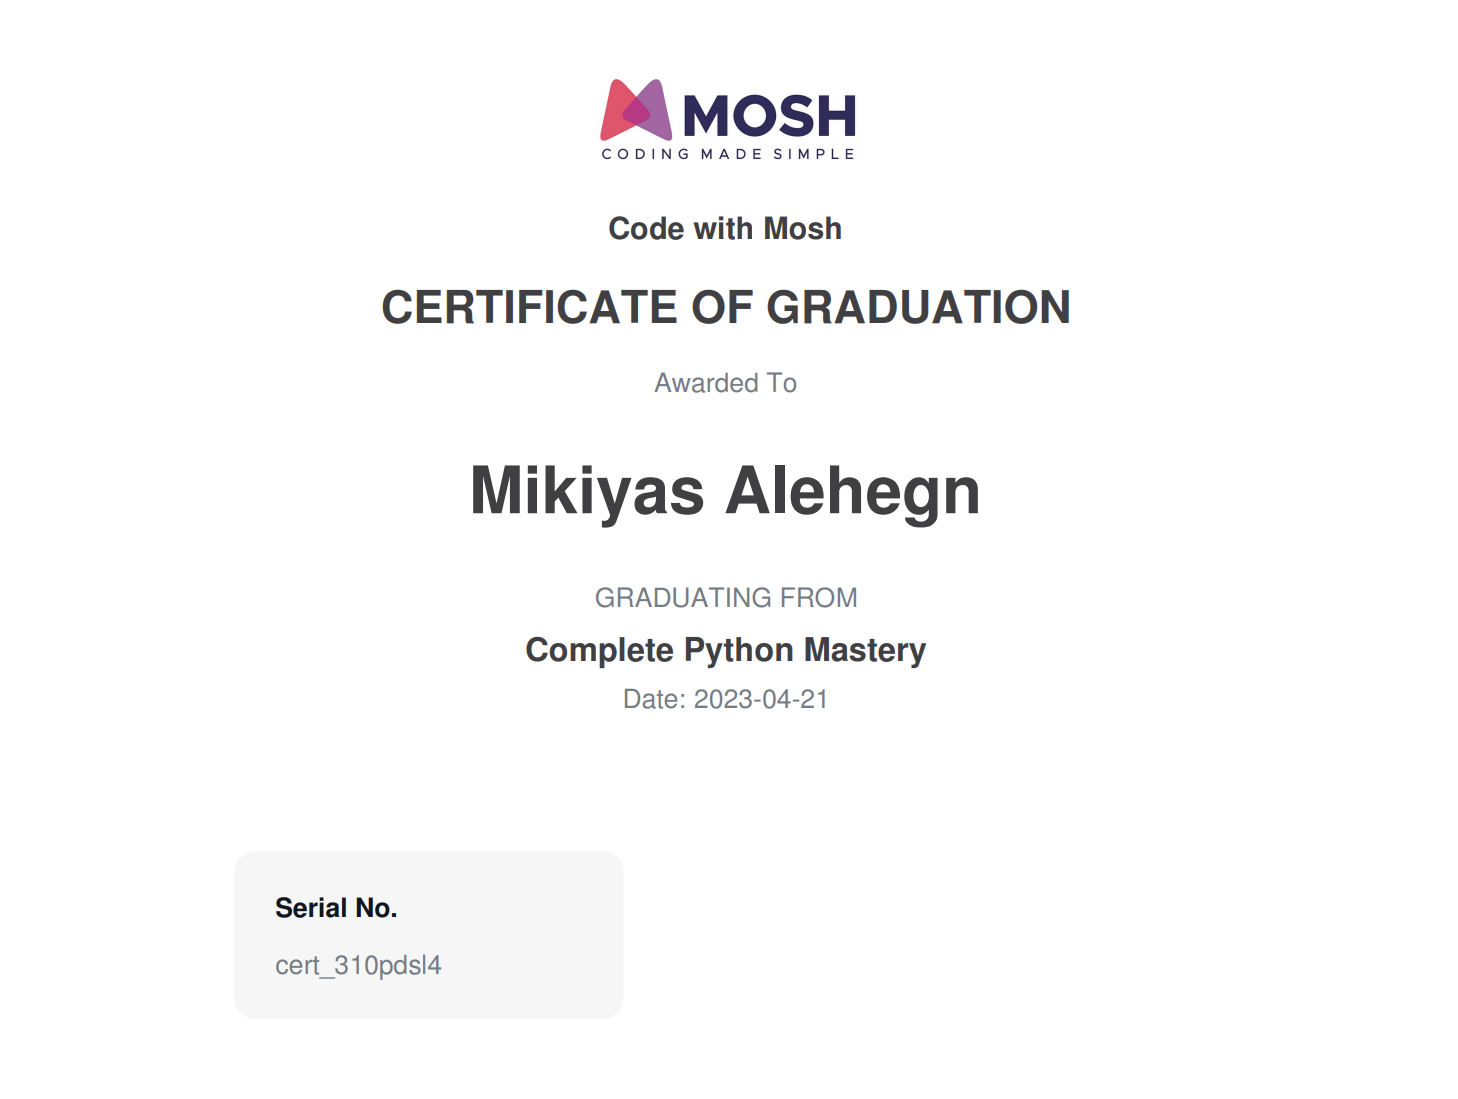 MOSH
CODING MADE SIMPLE
Code with Mosh
CERTIFICATE OF GRADUATION
Awarded To
Mikiyas Alehegn
GRADUATING FROM
Complete Python Mastery
Date: 2023-04-21
Serial No.
cert_310pdsl4